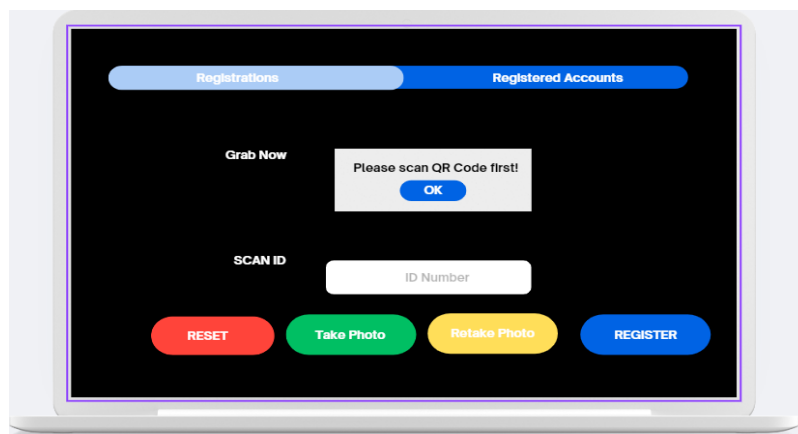 Registrations
Registered Accounts
Grab Now
Please scan QR Code first!
OK
SCAN ID
ID Number
RESET
Take Photo
Retake Photo
REGISTER